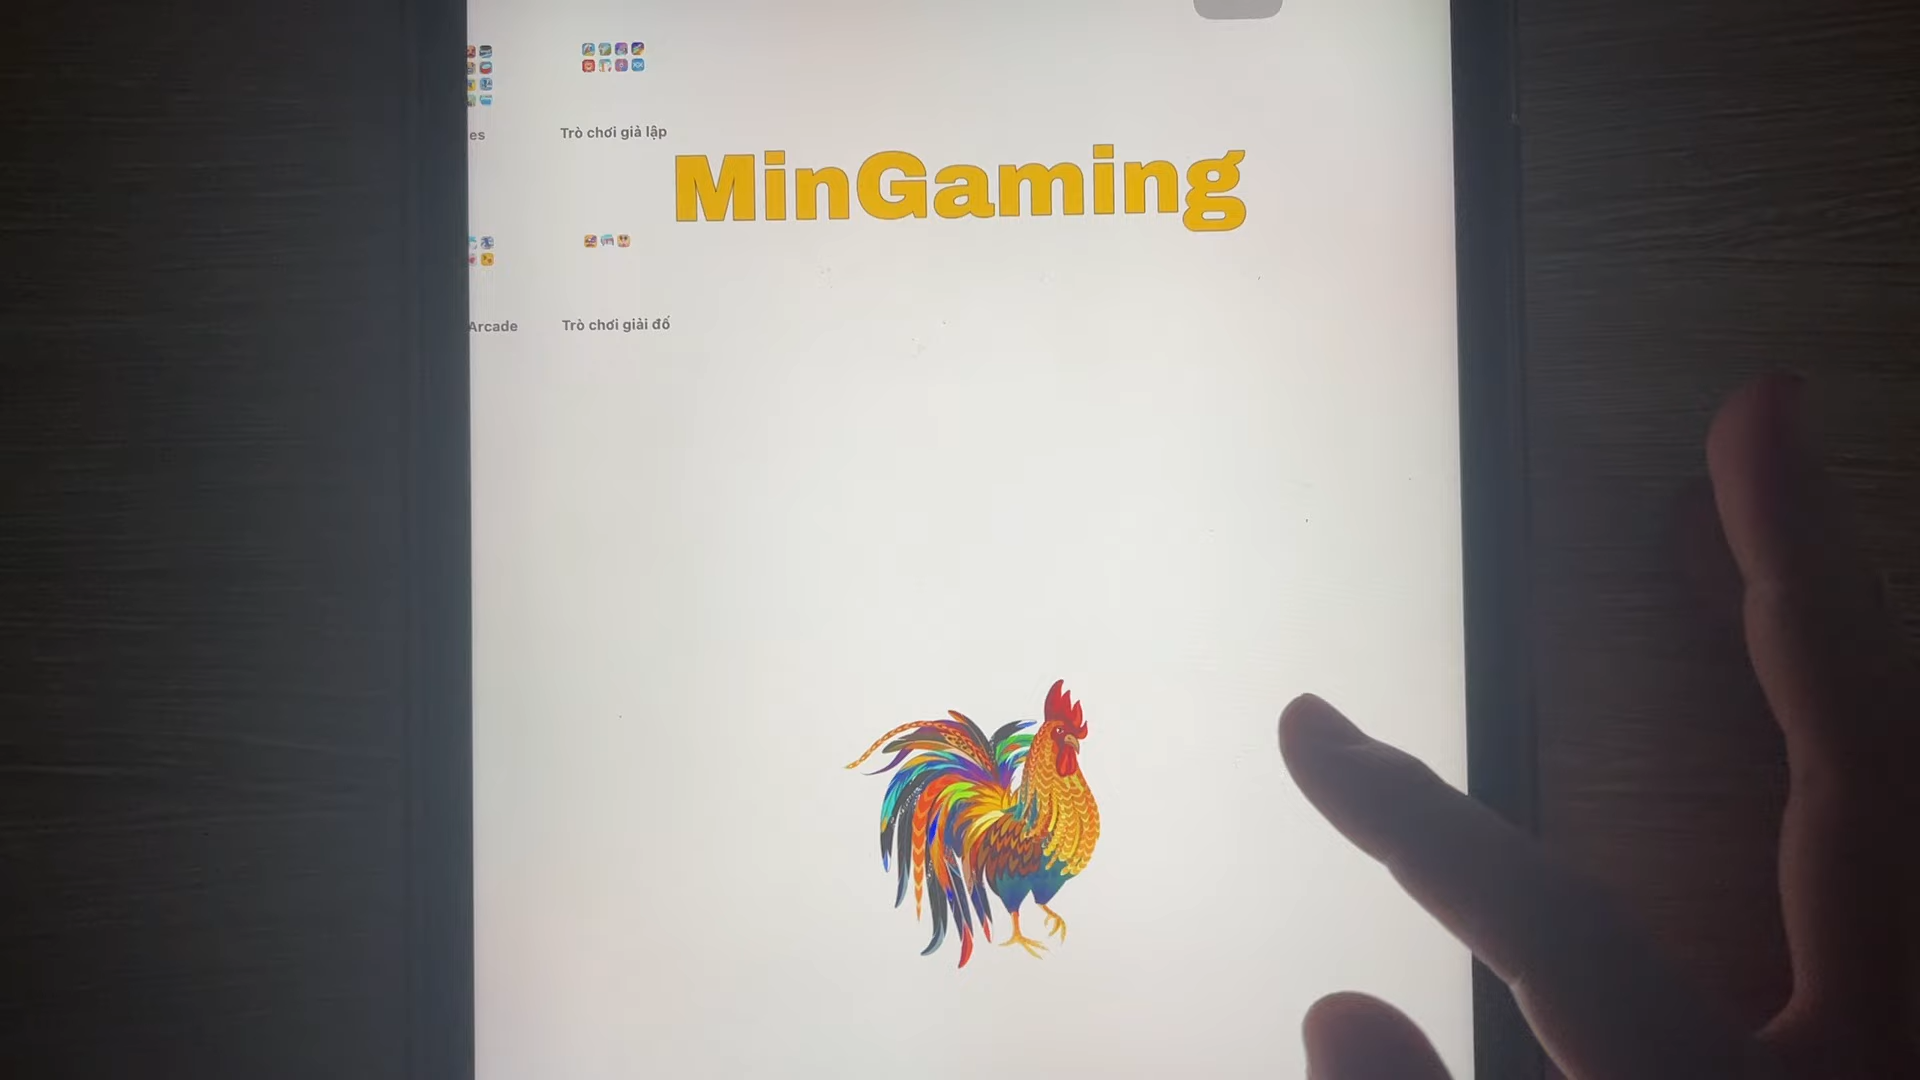 es
Trò chơi giả lập
MinGaming
Arcade
Trò chơi giải đố